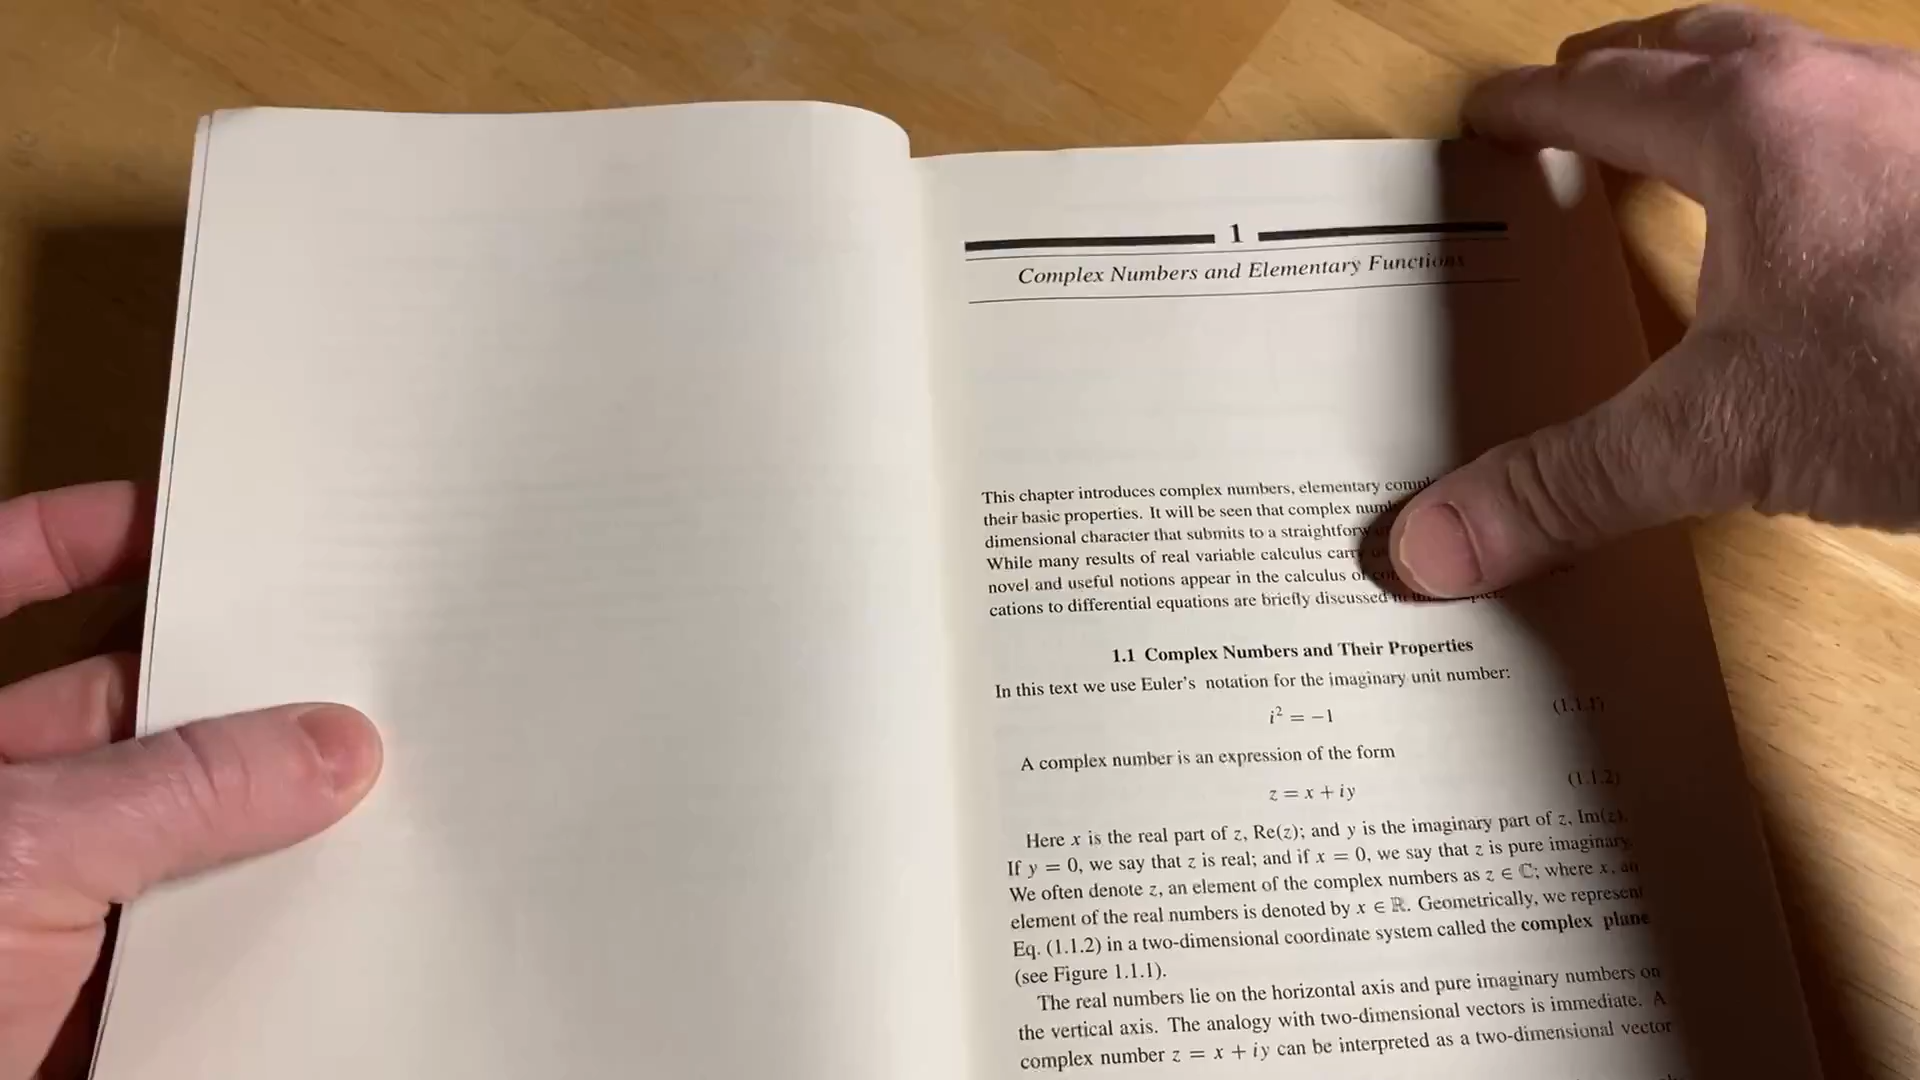 1
Complex Numbers and Elementary Functions
This chapter introduces complex numbers, elementary
their basic properties. It will be seen that complex
dimensional character that submits to a
While many results of real variable calculus carry
novel and useful notions appear in the calculus of
cations to differential equations are briefly discussed
1.1 Complex Numbers and Their Properties
In this text we use Euler's notation for the imaginary unit number:
i² = −1 (1.1.1)
A complex number is an expression of the form
z = x + iy (1.1.2)
Here x is the real part of z, Re(z); and y is the imaginary part of z, Im(z).
If y = 0, we say that z is real; and if x = 0, we say that z is pure imaginary.
We often denote z, an element of the complex numbers as z ∈ ℂ; where x, an
element of the real numbers is denoted by x ∈ ℝ. Geometrically, we represent
Eq. (1.1.2) in a two-dimensional coordinate system called the complex plane
(see Figure 1.1.1).
The real numbers lie on the horizontal axis and pure imaginary numbers on
the vertical axis. The analogy with two-dimensional vectors is immediate. A
complex number z = x + iy can be interpreted as a two-dimensional vector